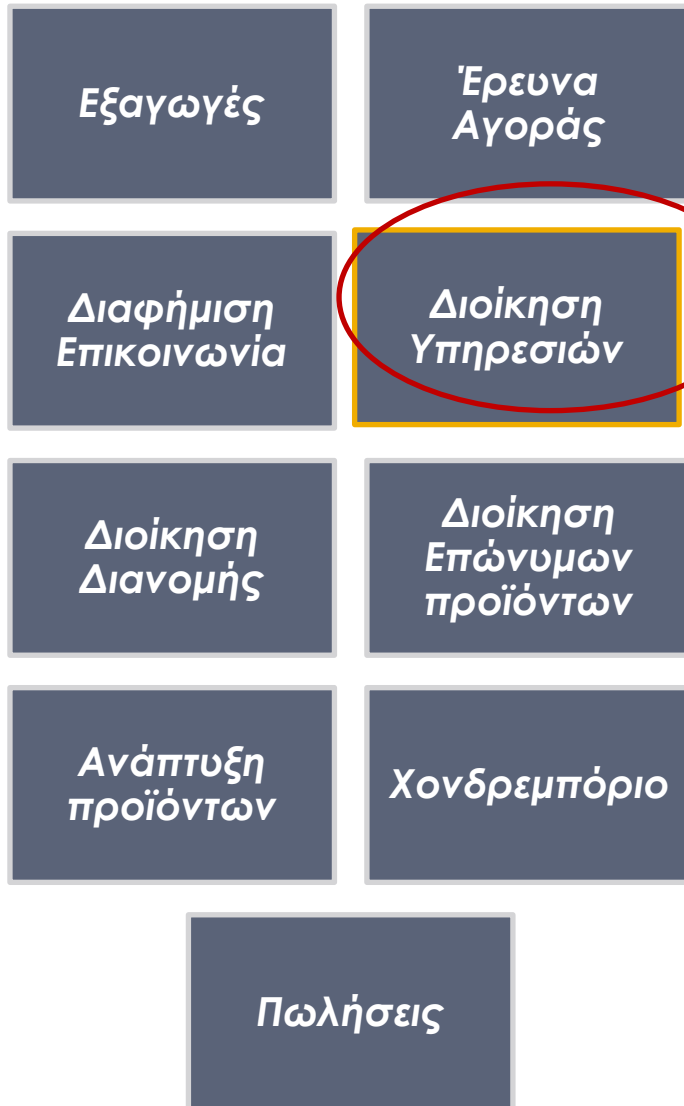 Εξαγωγές
Έρευνα
Αγοράς
Διαφήμιση
Επικοινωνία
Διοίκηση
Υπηρεσιών
Διοίκηση
Διανομής
Διοίκηση
Επώνυμων
προϊόντων
Ανάπτυξη
προϊόντων
Χονδρεμπόριο
Πωλήσεις